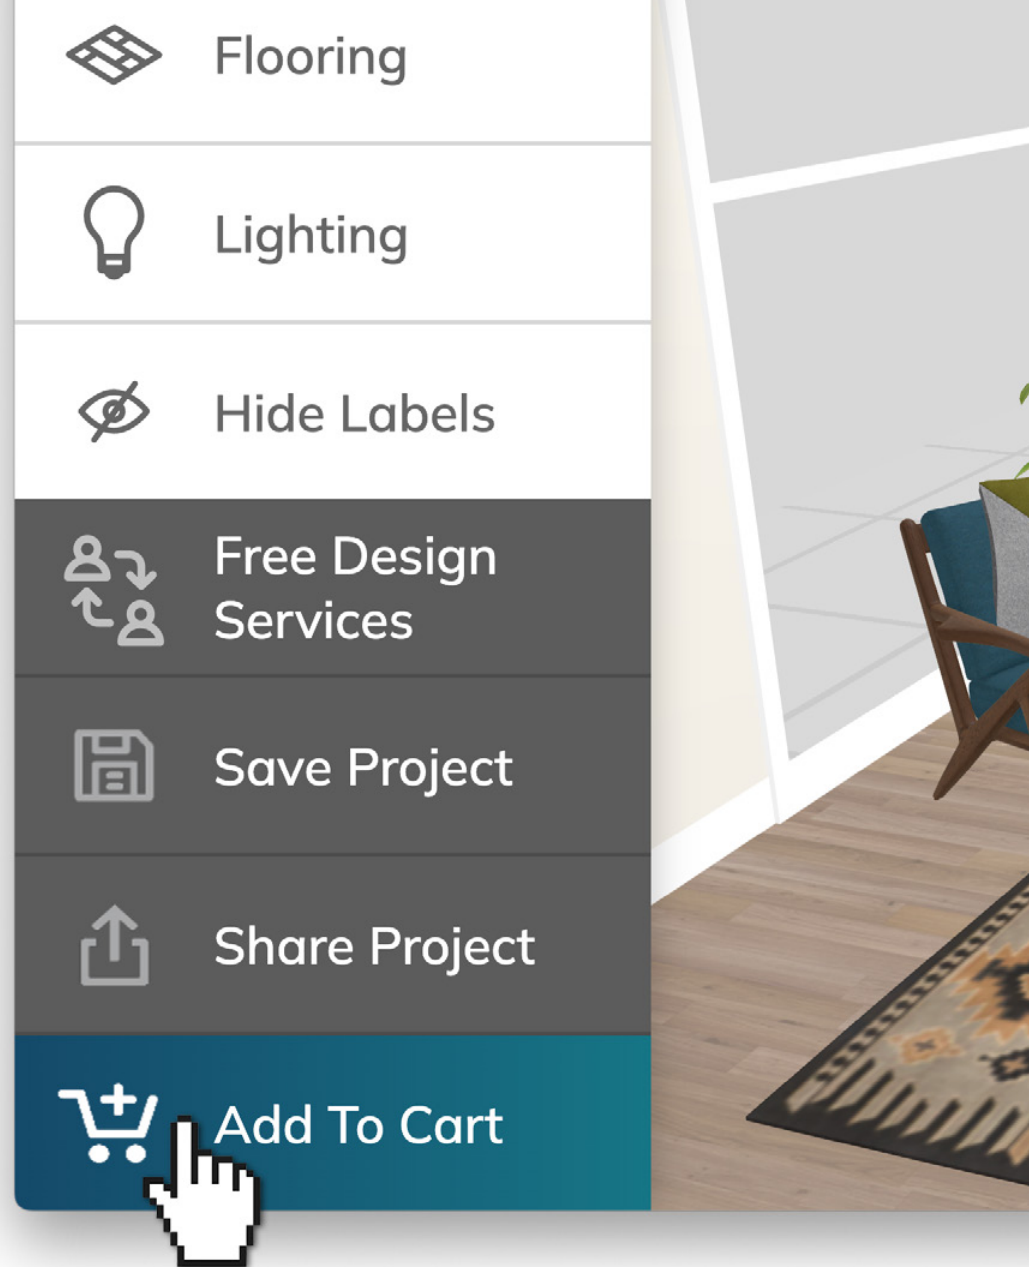 Flooring
Lighting
Hide Labels
Free Design
Services
Save Project
Share Project
Add To Cart